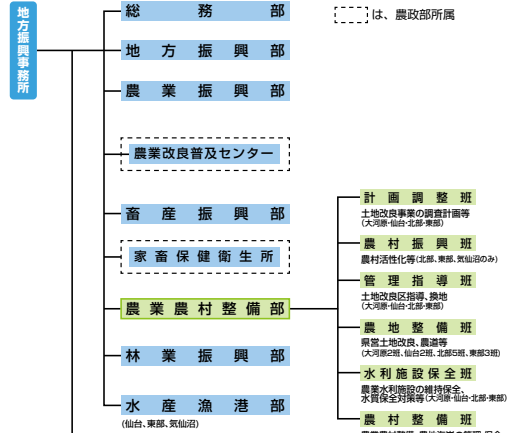 地方振興事務所
総務部
は、農政部所属
地方振興部
農業振興部
農業改良普及センター
畜産振興部
家畜保健衛生所
農業農村整備部
林業振興部
水産漁港部
(仙台、東部、気仙沼)
計画調整班
土地改良事業の調査計画等
(大河原・仙台・北部・東部)
農村振興班
農村活性化等(北部、東部、気仙沼のみ)
管理指導班
土地改良区指導、換地
(大河原・仙台・北部・東部)
農地整備班
県営土地改良、農道等
(大河原2班、仙台2班、北部5班、東部3班)
水利施設保全班
農業水利施設の維持保全、
水質保全対策等(大河原・仙台・北部・東部)
農村整備班